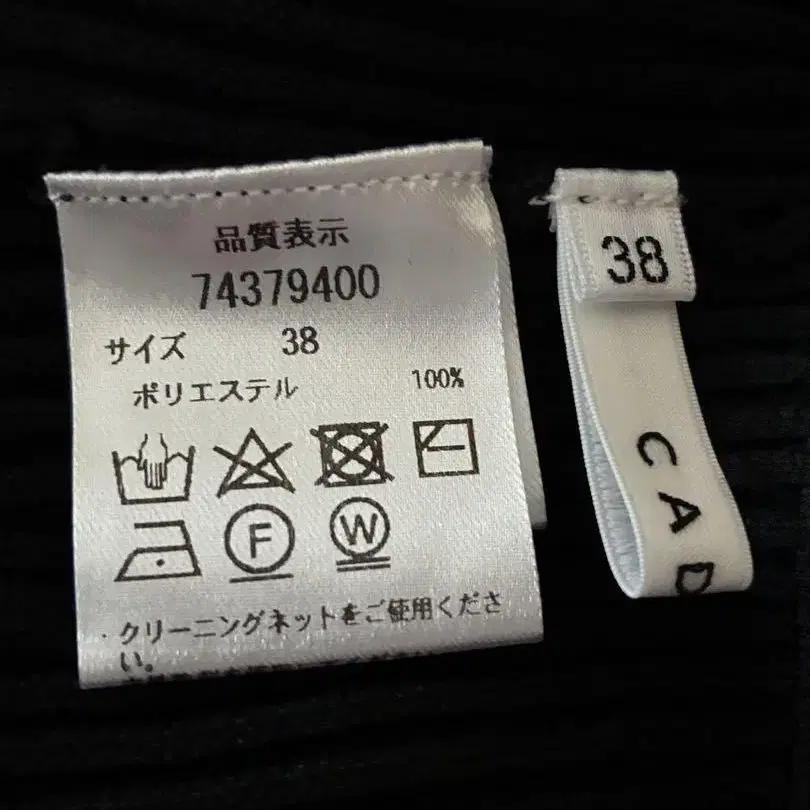 品質表示
74379400
サイズ 38
ポリエステル 100%
F W
クリーニングネットをご使用くださ
い。
38
CAD